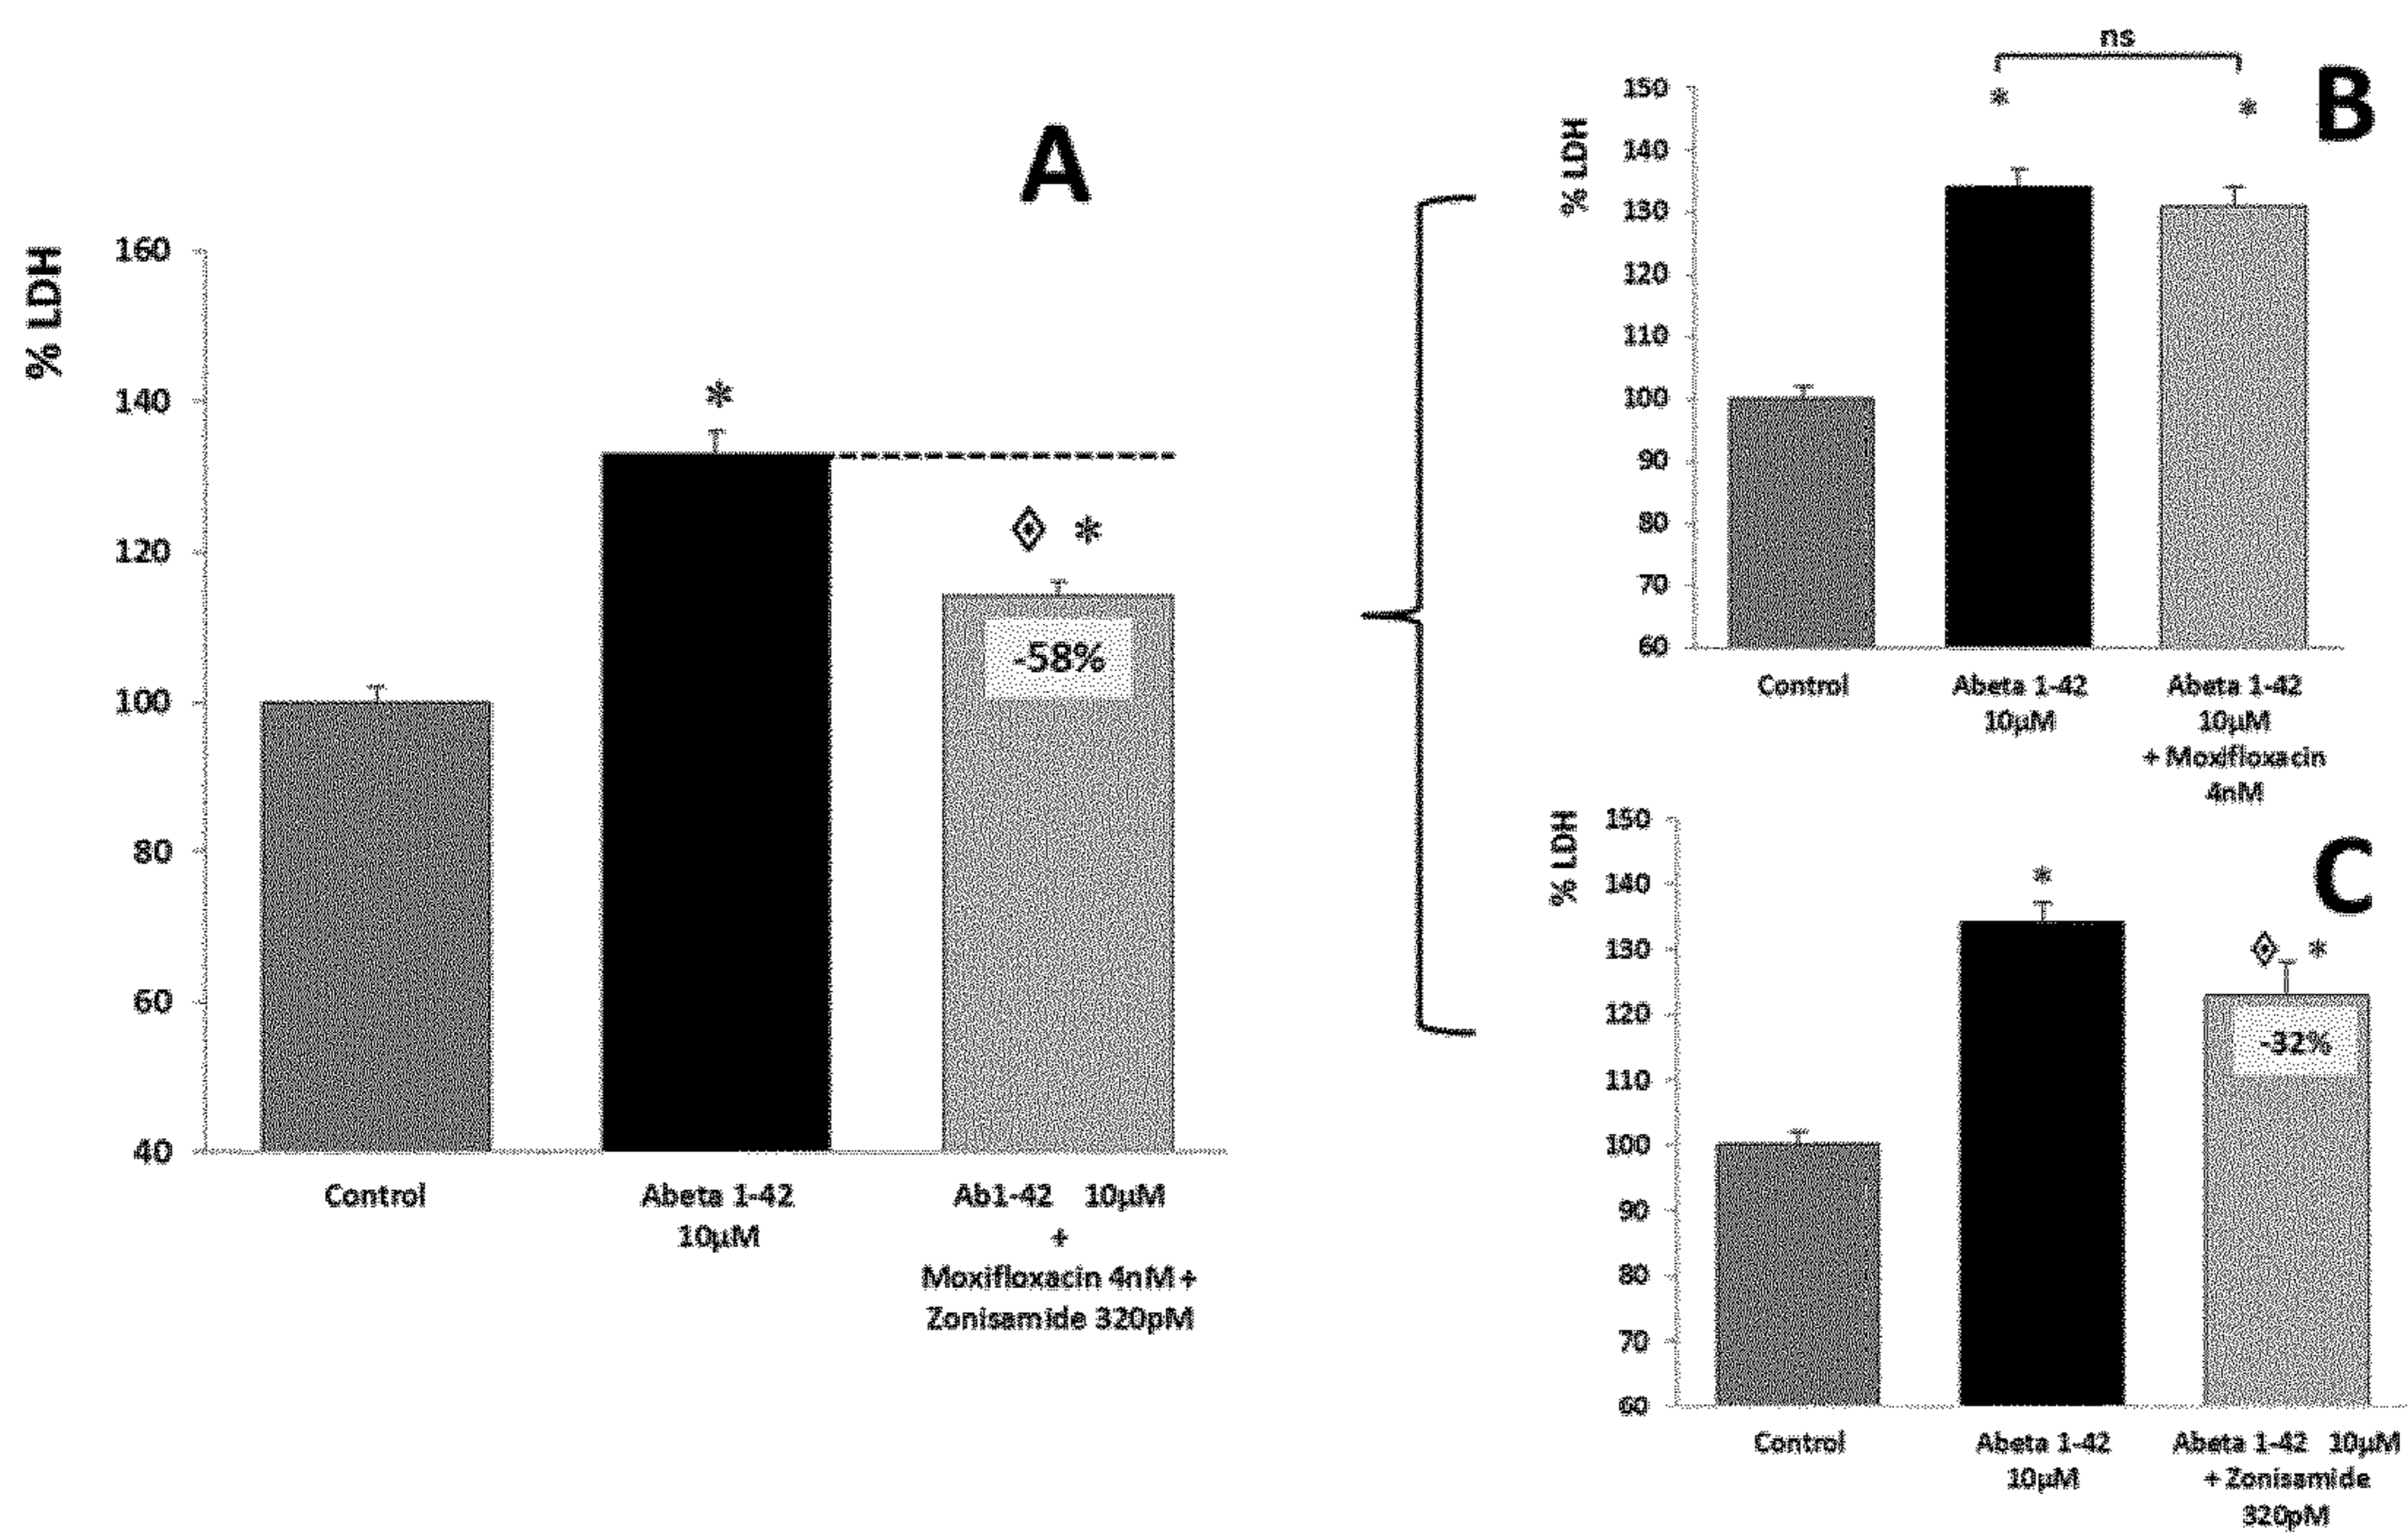 A
% LDH
160
140
120
100
80
60
40
*
* 
-58%
Control
Abeta 1-42
10µM
Ab1-42 10µM
+
Moxifloxacin 4nM +
Zonisamide 320pM
B
ns
% LDH
150
140
130
120
110
100
90
80
70
60
*
*
Control
Abeta 1-42
10µM
Abeta 1-42
10µM
+ Moxifloxacin
4nM
C
% LDH
150
140
130
120
110
100
90
80
70
60
*
*
-32%
Control
Abeta 1-42
10µM
Abeta 1-42 10µM
+ Zonisamide
320pM